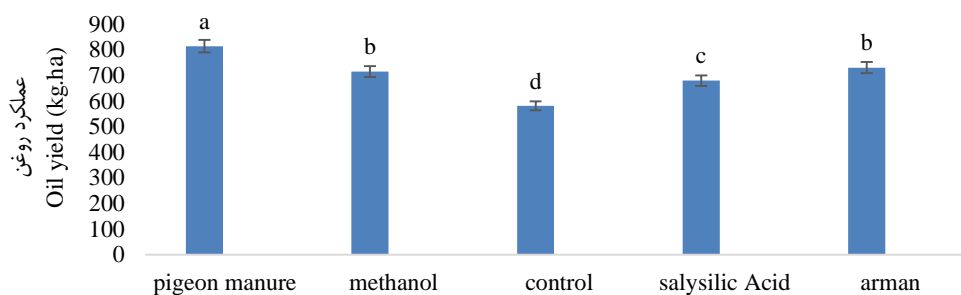 عملکرد روغن
Oil yield (kg.ha)
900
800
700
600
500
400
300
200
100
0
a
b
d
c
b
pigeon manure
methanol
control
salysilic Acid
arman